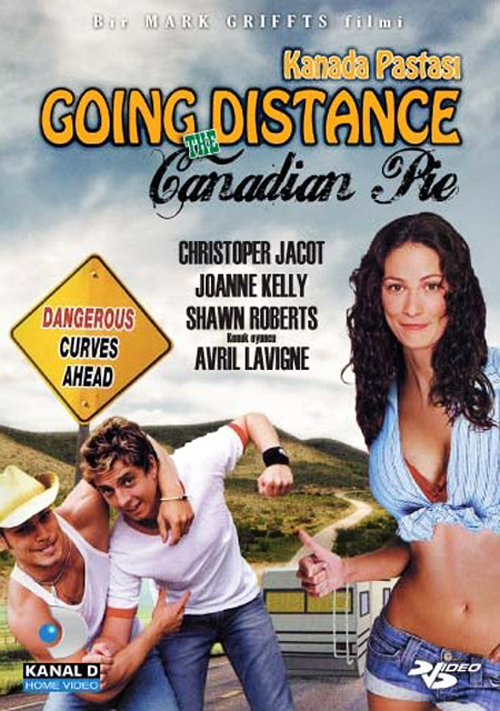 Bir MARK GRIFFTS filmi
Kanada Pastası
GOING THE DISTANCE
Canadian Pie
CHRISTOPER JACOT
JOANNE KELLY
SHAWN ROBERTS
Konuk oyuncu
AVRIL LAVIGNE
DANGEROUS
CURVES
AHEAD
KANAL D
HOME VIDEO
VIDEO